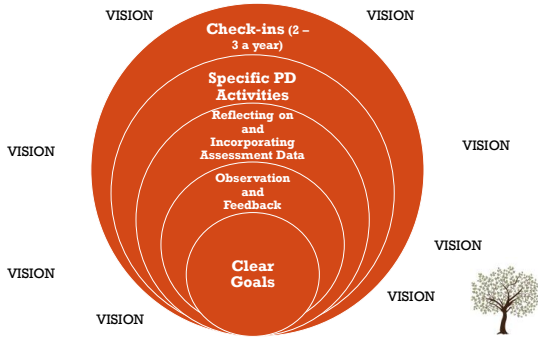 VISION
VISION
Check-ins (2 –
3 a year)
Specific PD
Activities
Reflecting on
and
Incorporating
Assessment Data
VISION
VISION
Observation
and
Feedback
VISION
Clear
Goals
VISION
VISION
VISION